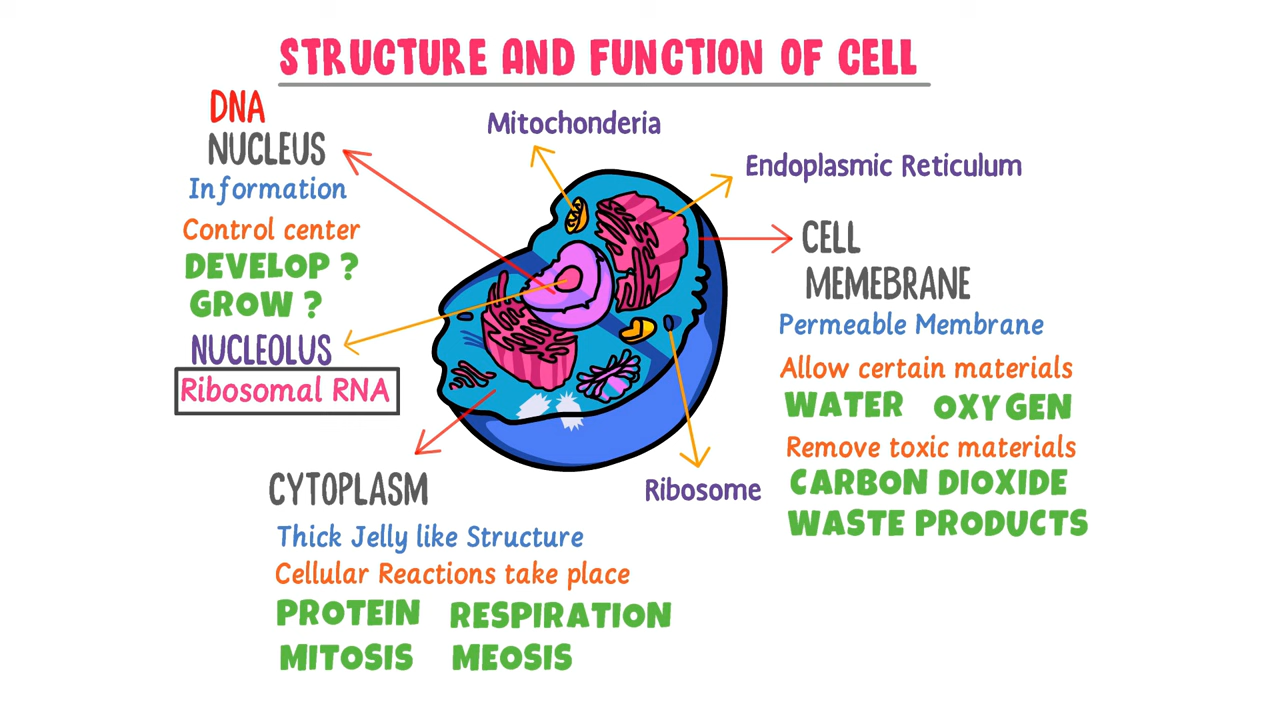 STRUCTURE AND FUNCTION OF CELL
DNA
NUCLEUS
Information
Control center
DEVELOP ?
GROW ?
NUCLEOLUS
Ribosomal RNA
Mitochonderia
Endoplasmic Reticulum
CELL
MEMEBRANE
Permeable Membrane
Allow certain materials
WATER OXYGEN
Remove toxic materials
CARBON DIOXIDE
WASTE PRODUCTS
Ribosome
CYTOPLASM
Thick Jelly like Structure
Cellular Reactions take place
PROTEIN RESPIRATION
MITOSIS MEOSIS